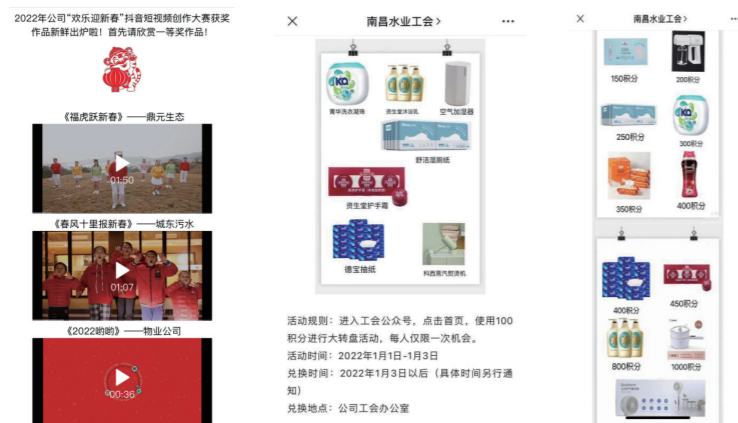 2022年公司“欢乐迎新春”抖音短视频创作大赛获奖
作品新鲜出炉啦！首先请欣赏一等奖作品！
《福虎跃新春》——鼎元生态
01:50
《春风十里报新春》——城东污水
01:07
《2022哟哟》——物业公司
00:36
南昌水业工会>
菁华洗衣凝珠
资生堂沐浴乳
空气加湿器
舒洁湿厕纸
资生堂护手霜
德宝抽纸
科西蒸汽熨烫机
活动规则：进入工会公众号，点击首页，使用100
积分进行大转盘活动，每人仅限一次机会。
活动时间：2022年1月1日-1月3日
兑换时间：2022年1月3日以后（具体时间另行通
知）
兑换地点：公司工会办公室
南昌水业工会>
150积分
200积分
250积分
300积分
350积分
400积分
400积分
450积分
800积分
1000积分